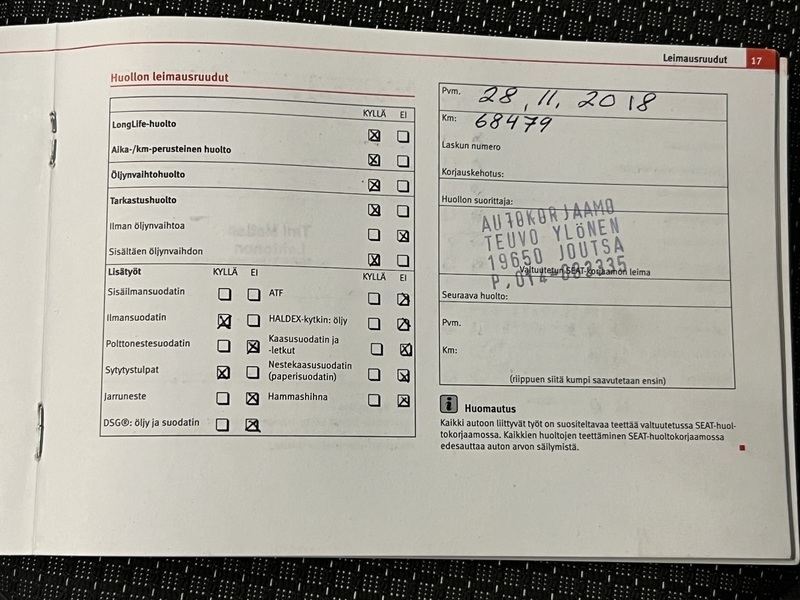 Leimausruudut 17
Huollon leimausruudut
KYLLÄ EI
LongLife-huolto
Aika-/km-perusteinen huolto
Öljynvaihtohuolto
Tarkastushuolto
Ilman öljynvaihtoa
Sisältäen öljynvaihdon
Lisätyöt KYLLÄ EI KYLLÄ EI
Sisäilmansuodatin ATF
Ilmansuodatin HALDEX-kytkin: öljy
Polttonestesuodatin Kaasusuodatin ja
-letkut
Sytytystulpat Nestekaasusuodatin
(paperisuodatin)
Jarruneste Hammashihna
DSG®: öljy ja suodatin
Pvm. 28.11.2018
Km: 68479
Laskun numero
Korjauskehotus:
Huollon suorittaja:
AUTOKORJAAMO
TEUVO YLÖNEN
19650 JOUTSA
Valtuutetun SEAT-korjaamon leima
P.014-
Seuraava huolto:
Pvm.
Km:
(riippuen siitä kumpi saavutetaan ensin)
i Huomautus
Kaikki autoon liittyvät työt on suositeltavaa teettää valtuutetussa SEAT-huol-
tokorjaamossa. Kaikkien huoltojen teettäminen SEAT-huoltokorjaamossa
edesauttaa auton arvon säilymistä.